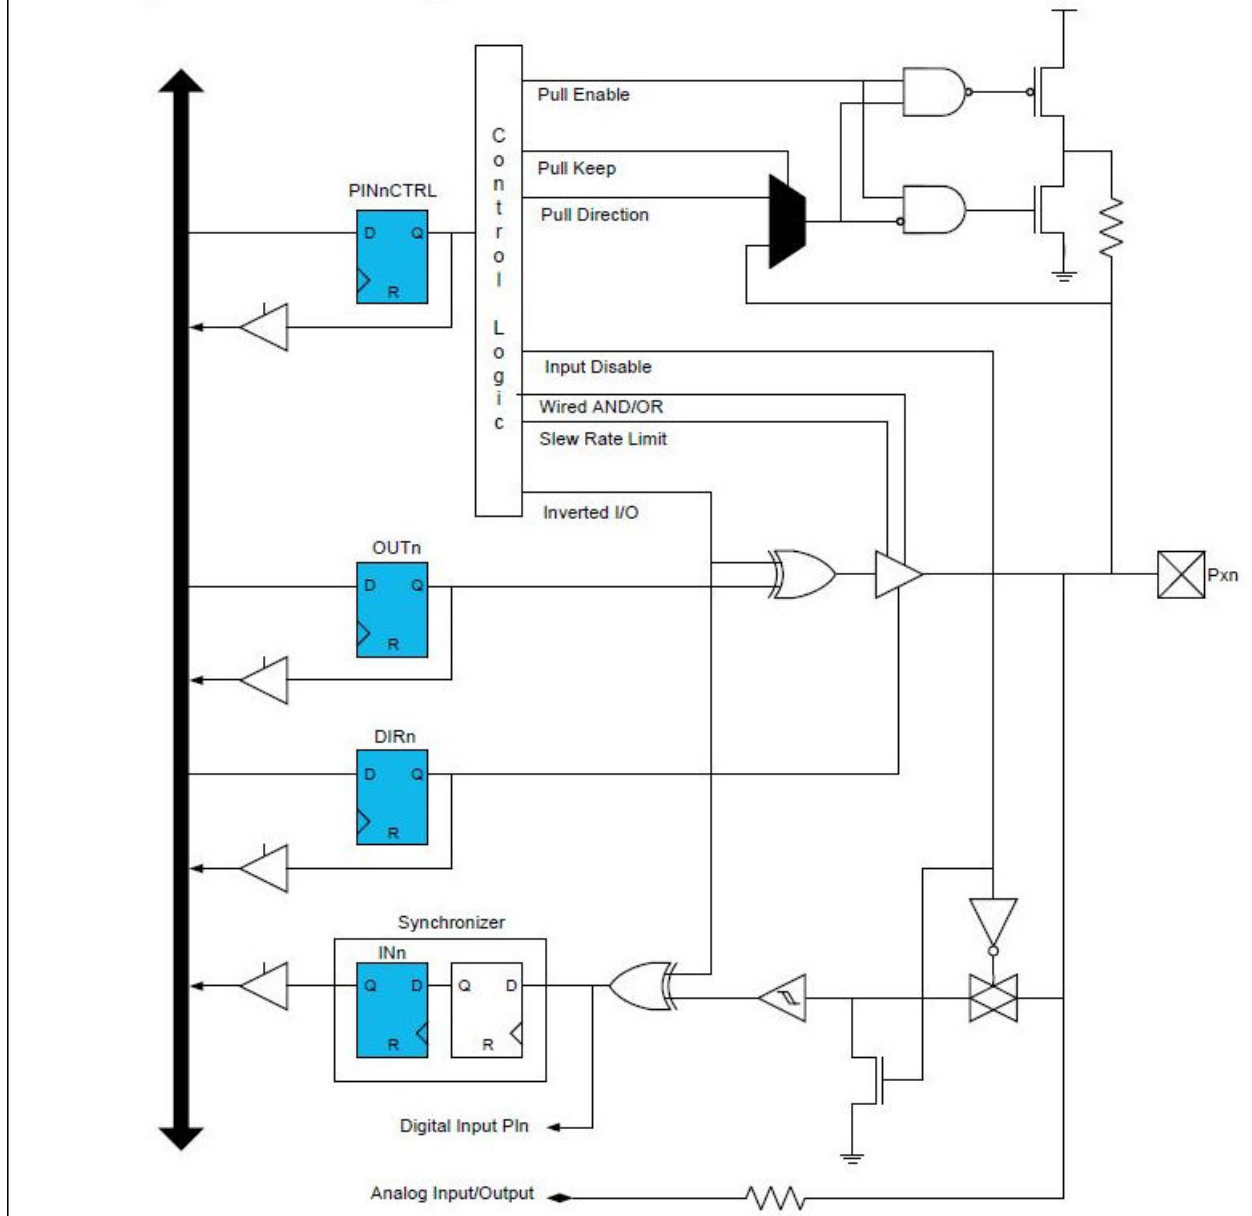 Pull Enable
Control Logic
Pull Keep
PINnCTRL
Pull Direction
D Q
R
Input Disable
Wired AND/OR
Slew Rate Limit
Inverted I/O
OUTn
D Q
R
Pxn
DIRn
D Q
R
Synchronizer
INn
Q D Q D
R R
Digital Input PIn
Analog Input/Output